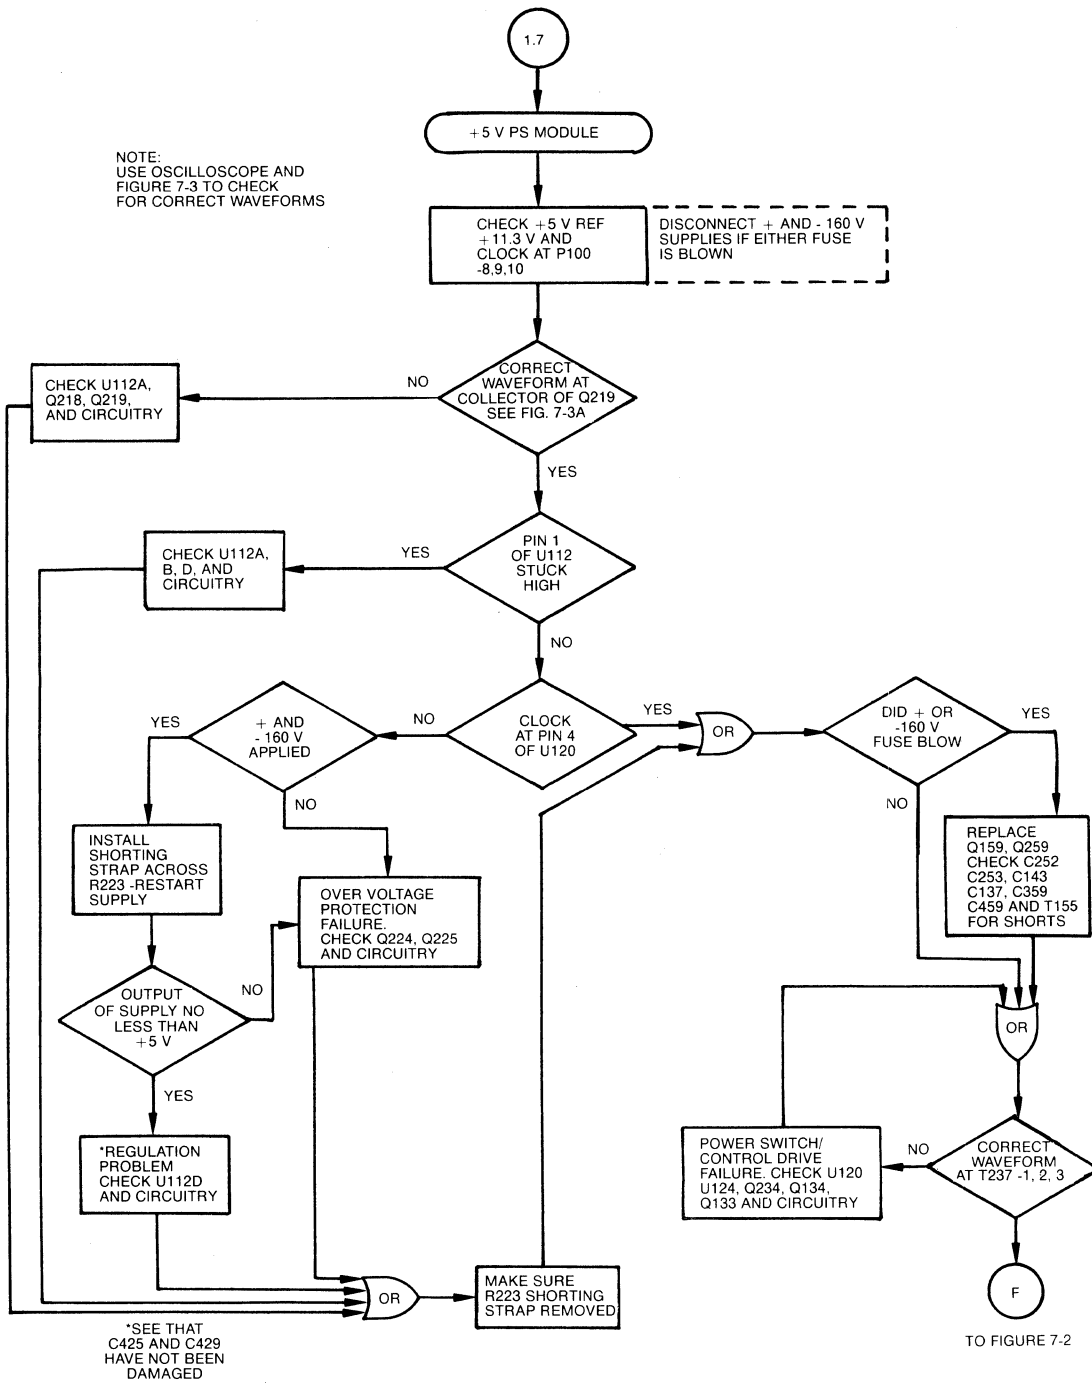 1.7
+5 V PS MODULE
NOTE:
USE OSCILLOSCOPE AND
FIGURE 7-3 TO CHECK
FOR CORRECT WAVEFORMS
CHECK +5 V REF
+11.3 V AND
CLOCK AT P100
-8,9,10
DISCONNECT + AND - 160 V
SUPPLIES IF EITHER FUSE
IS BLOWN
CORRECT
WAVEFORM AT
COLLECTOR OF Q219
SEE FIG. 7-3A
NO
CHECK U112A,
Q218, Q219,
AND CIRCUITRY
YES
PIN 1
OF U112
STUCK
HIGH
YES
CHECK U112A,
B, D, AND
CIRCUITRY
NO
CLOCK
AT PIN 4
OF U120
NO
YES
+ AND
- 160 V
APPLIED
YES
NO
OR
DID + OR
-160 V
FUSE BLOW
YES
NO
INSTALL
SHORTING
STRAP ACROSS
R223 -RESTART
SUPPLY
OVER VOLTAGE
PROTECTION
FAILURE.
CHECK Q224, Q225
AND CIRCUITRY
REPLACE
Q159, Q259
CHECK C252
C253, C143
C137, C359
C459 AND T155
FOR SHORTS
OUTPUT
OF SUPPLY NO
LESS THAN
+5 V
NO
YES
OR
*REGULATION
PROBLEM
CHECK U112D
AND CIRCUITRY
POWER SWITCH/
CONTROL DRIVE
FAILURE. CHECK U120
U124, Q234, Q134,
Q133 AND CIRCUITRY
NO
CORRECT
WAVEFORM
AT T237 -1, 2, 3
OR
MAKE SURE
R223 SHORTING
STRAP REMOVED
F
TO FIGURE 7-2
*SEE THAT
C425 AND C429
HAVE NOT BEEN
DAMAGED